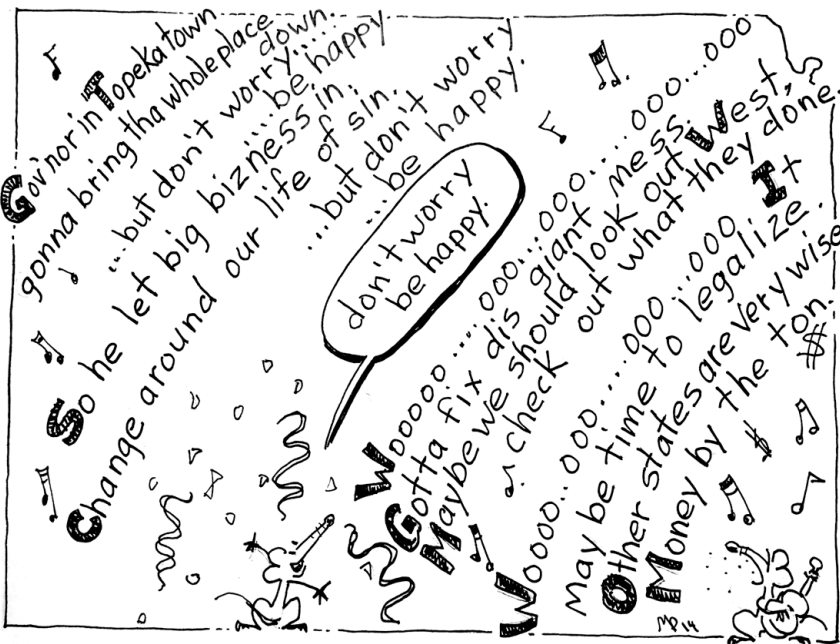 Gov'nor in Topeka town
gonna bring tha whole place down.
...but don't worry....
....be happy
So he let big bizness in.
Change around our life of sin.
...but don't worry
...be happy.
don't worry
be happy.
Wooooo.....ooo...ooo....ooo...ooo
Gotta fix dis giant mess.
Maybe we should look out West,
check out what they done.
It
Woooo..ooo....ooo...ooo
May be time to legalize.
Other states are very wise
Money by the ton.
$
$
MP 14